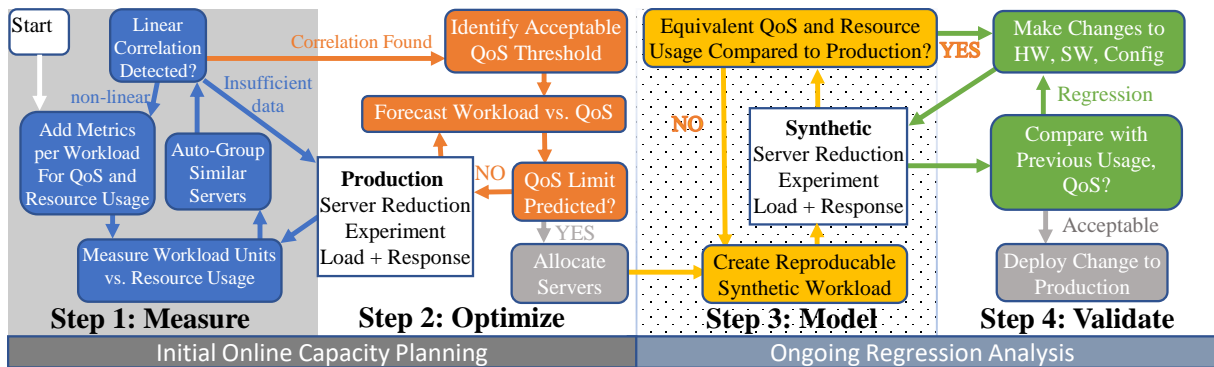 Start
Linear
Correlation
Detected?
non-linear
Insufficient
data
Correlation Found
Add Metrics
per Workload
For QoS and
Resource Usage
Auto-Group
Similar
Servers
Measure Workload Units
vs. Resource Usage
Step 1: Measure
Identify Acceptable
QoS Threshold
Forecast Workload vs. QoS
NO
QoS Limit
Predicted?
Production
Server Reduction
Experiment
Load + Response
YES
Allocate
Servers
Step 2: Optimize
Equivalent QoS and Resource
Usage Compared to Production?
YES
NO
Synthetic
Server Reduction
Experiment
Load + Response
Create Reproducable
Synthetic Workload
Step 3: Model
Make Changes to
HW, SW, Config
Regression
Compare with
Previous Usage,
QoS?
Acceptable
Deploy Change to
Production
Step 4: Validate
Initial Online Capacity Planning
Ongoing Regression Analysis